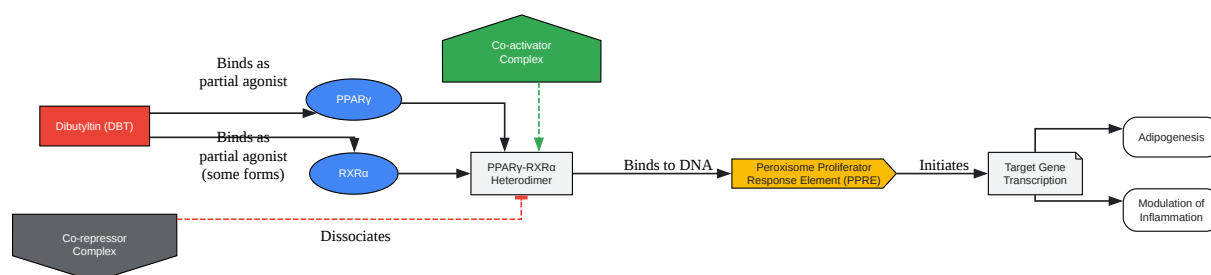 Co-activator
Complex
Binds as
partial agonist
PPARγ
Dibutyltin (DBT)
Binds as
partial agonist
(some forms)
RXRα
PPARγ-RXRα
Heterodimer
Binds to DNA
Peroxisome Proliferator
Response Element (PPRE)
Initiates
Target Gene
Transcription
Adipogenesis
Modulation of
Inflammation
Co-repressor
Complex
Dissociates